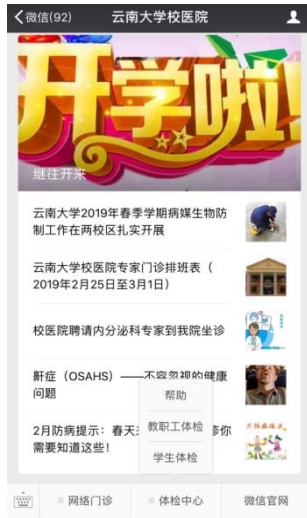 微信(92)
云南大学校医院
开学啦
继往开来
云南大学2019年春季学期病媒生物防
制工作在两校区扎实开展
云南大学校医院专家门诊排班表（
2019年2月25日至3月1日）
校医院聘请内分泌科专家到我院坐诊
鼾症（OSAHS）——不容忽视的健康
问题
2月防病提示：春天
疹你
需要知道这些！
帮助
教职工体检
学生体检
网络门诊
体检中心
微信官网